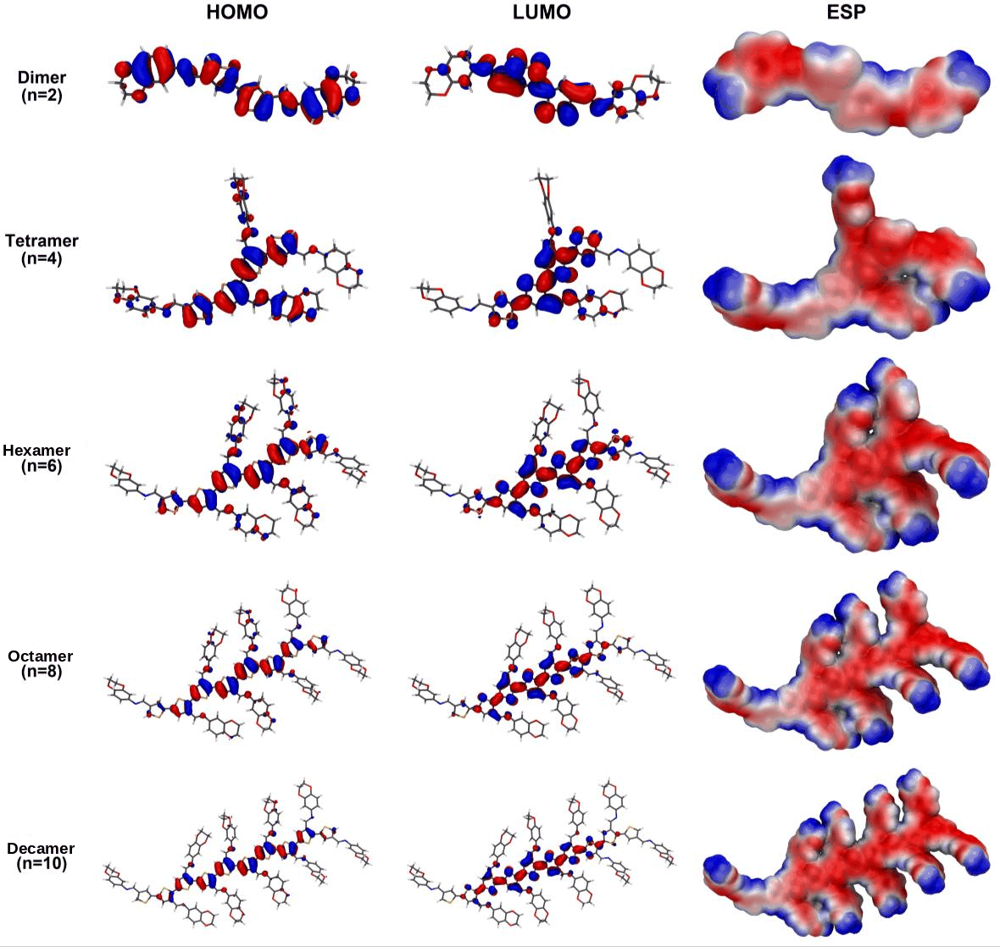 HOMO LUMO ESP
Dimer
(n=2)
Tetramer
(n=4)
Hexamer
(n=6)
Octamer
(n=8)
Decamer
(n=10)